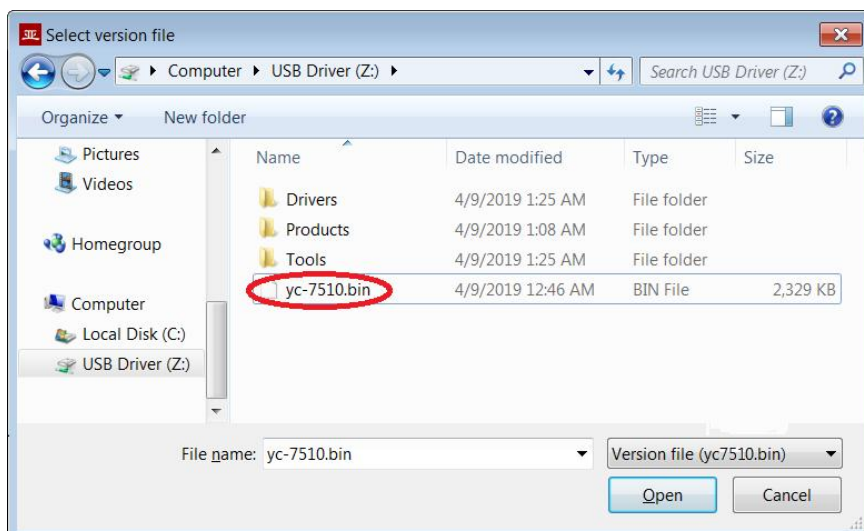 亚 Select version file
Computer USB Driver (Z:) Search USB Driver (Z:)
Organize New folder
Pictures
Videos
Homegroup
Computer
Local Disk (C:)
USB Driver (Z:)
Name Date modified Type Size
Drivers 4/9/2019 1:25 AM File folder
Products 4/9/2019 1:08 AM File folder
Tools 4/9/2019 1:25 AM File folder
yc-7510.bin 4/9/2019 12:46 AM BIN File 2,329 KB
File name: yc-7510.bin Version file (yc7510.bin)
Open Cancel